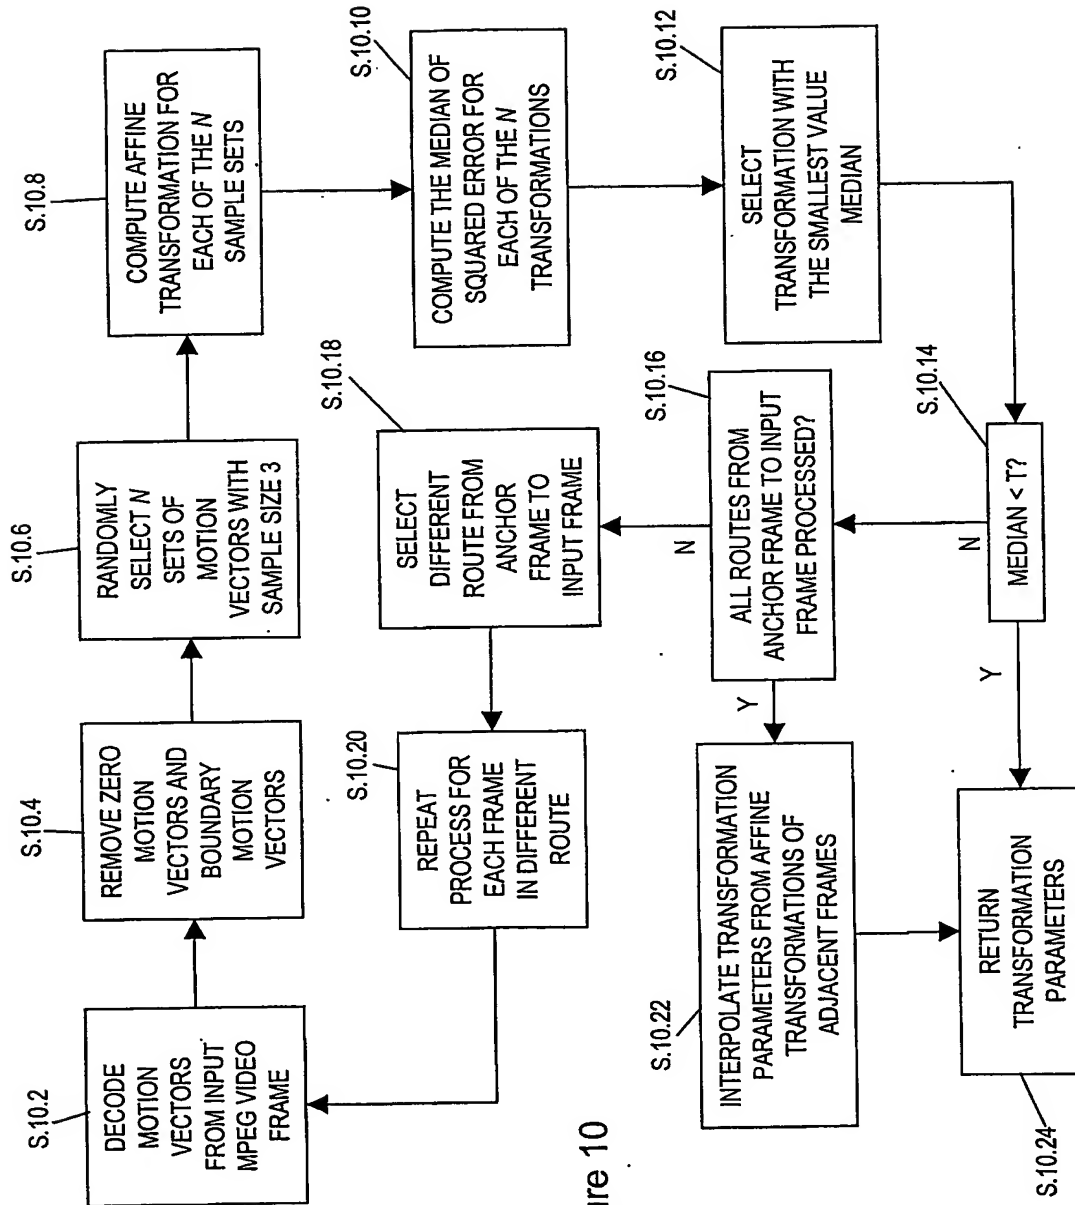 S.10.2
DECODE
MOTION
VECTORS
FROM INPUT
MPEG VIDEO
FRAME
S.10.4
REMOVE ZERO
MOTION
VECTORS AND
BOUNDARY
MOTION
VECTORS
S.10.6
RANDOMLY
SELECT N
SETS OF
MOTION
VECTORS WITH
SAMPLE SIZE 3
S.10.8
COMPUTE AFFINE
TRANSFORMATION FOR
EACH OF THE N
SAMPLE SETS
S.10.10
COMPUTE THE MEDIAN OF
SQUARED ERROR FOR
EACH OF THE N
TRANSFORMATIONS
S.10.12
SELECT
TRANSFORMATION WITH
THE SMALLEST VALUE
MEDIAN
S.10.14
MEDIAN < T?
N
Y
S.10.16
ALL ROUTES FROM
ANCHOR FRAME TO INPUT
FRAME PROCESSED?
N
Y
S.10.18
SELECT
DIFFERENT
ROUTE FROM
ANCHOR
FRAME TO
INPUT FRAME
S.10.20
REPEAT
PROCESS FOR
EACH FRAME
IN DIFFERENT
ROUTE
S.10.22
INTERPOLATE TRANSFORMATION
PARAMETERS FROM AFFINE
TRANSFORMATIONS OF
ADJACENT FRAMES
S.10.24
RETURN
TRANSFORMATION
PARAMETERS
ure 10